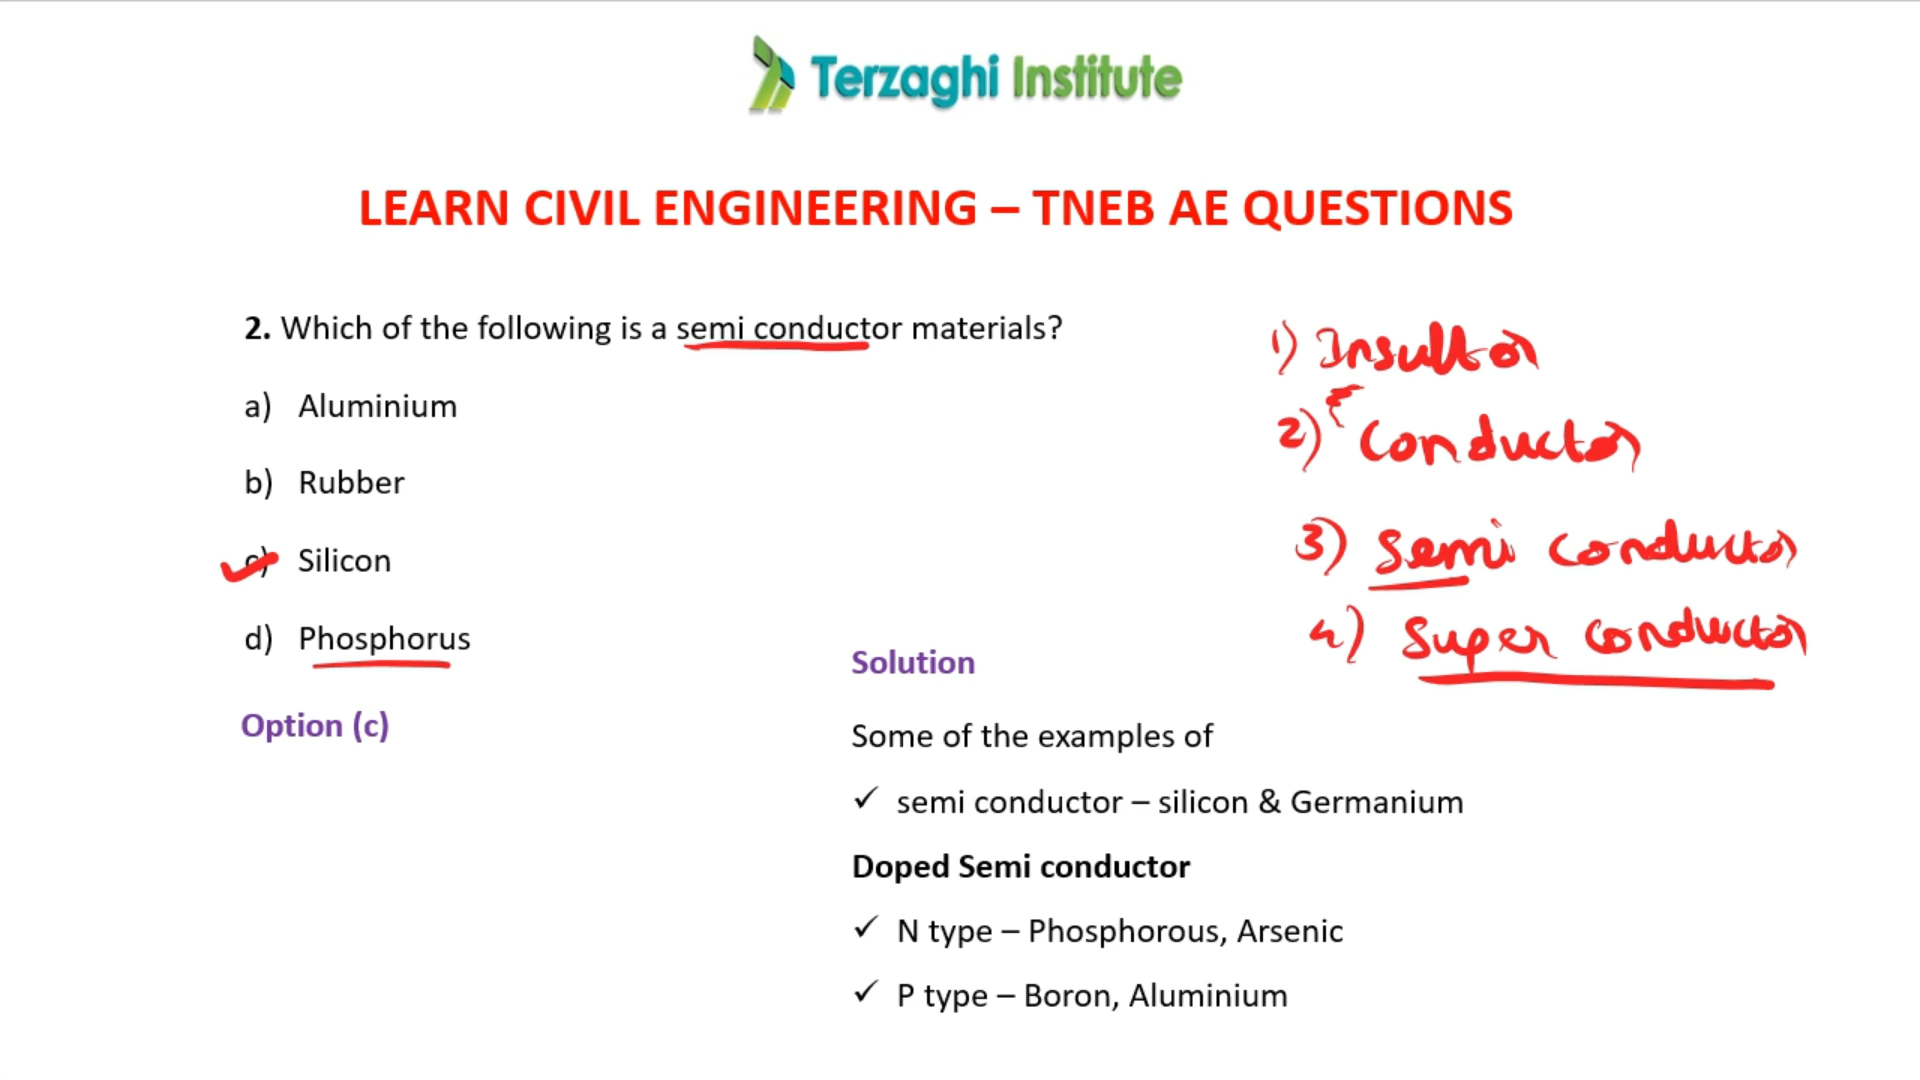 Terzaghi Institute
LEARN CIVIL ENGINEERING – TNEB AE QUESTIONS
2. Which of the following is a semi conductor materials?
a) Aluminium
b) Rubber
c) Silicon
d) Phosphorus
Option (c)
1) Insultor
2) Conductor
3) Semi conductor
4) Super conductor
Solution
Some of the examples of
✓ semi conductor – silicon & Germanium
Doped Semi conductor
✓ N type – Phosphorous, Arsenic
✓ P type – Boron, Aluminium